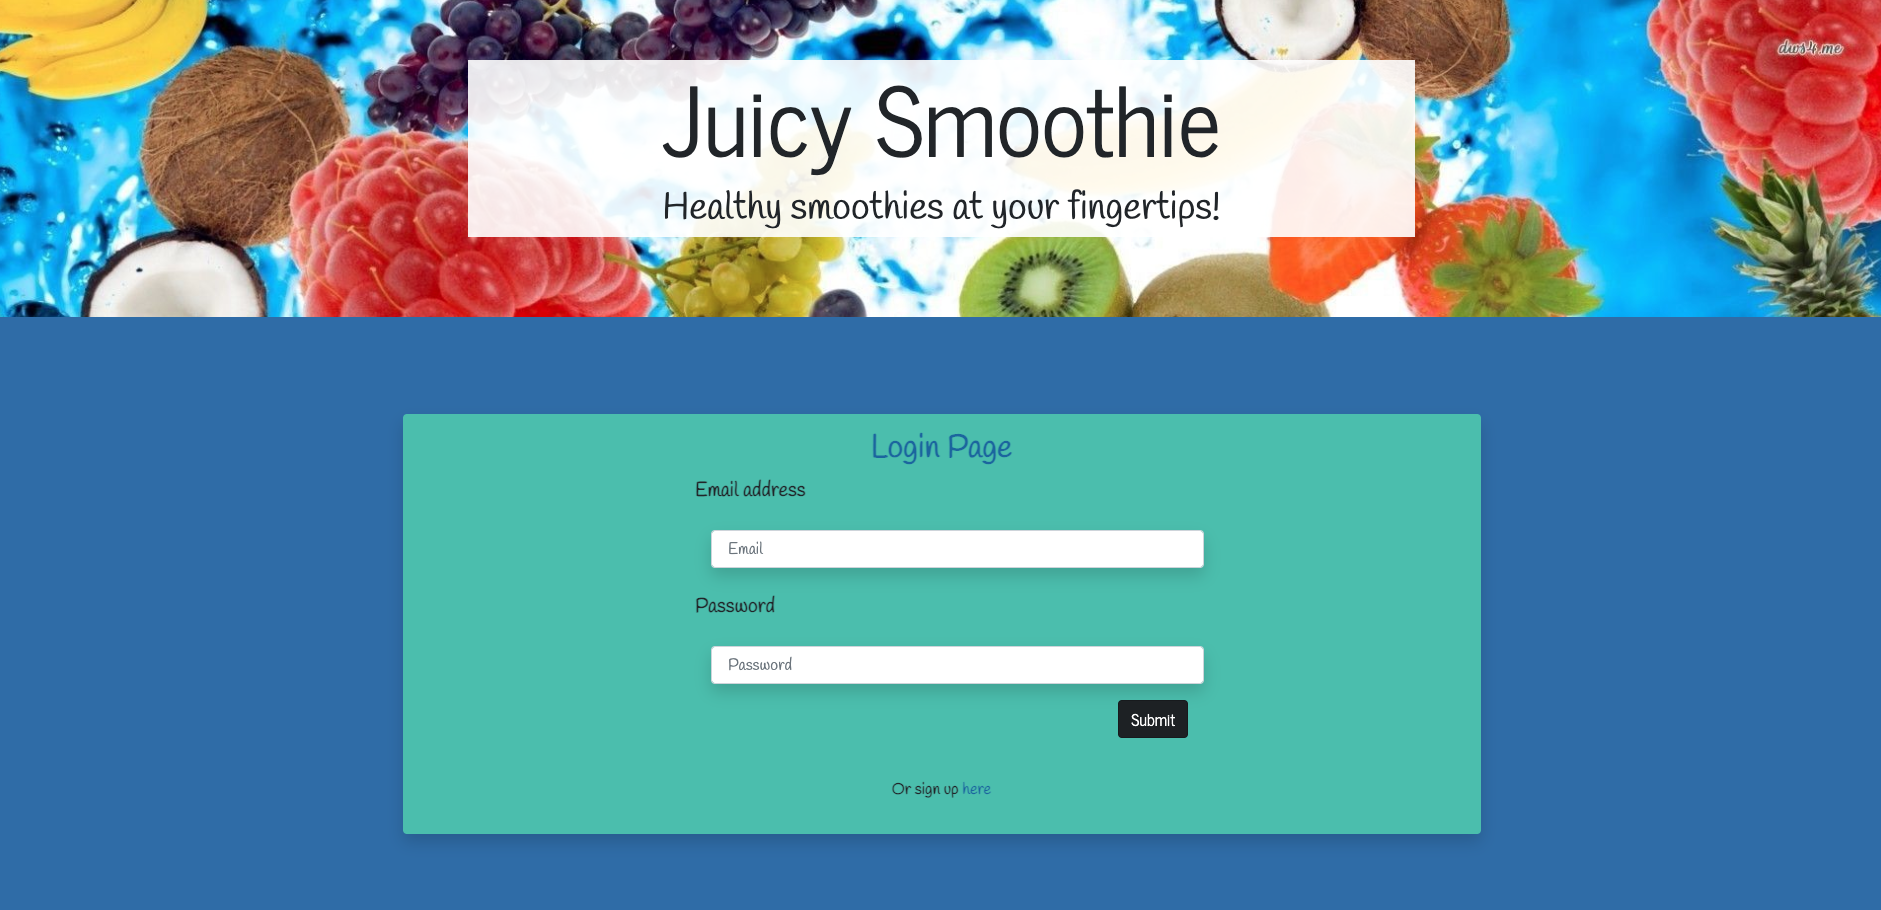 dws4.me
Juicy Smoothie
Healthy smoothies at your fingertips!
Login Page
Email address
Email
Password
Password
Submit
Or sign up here